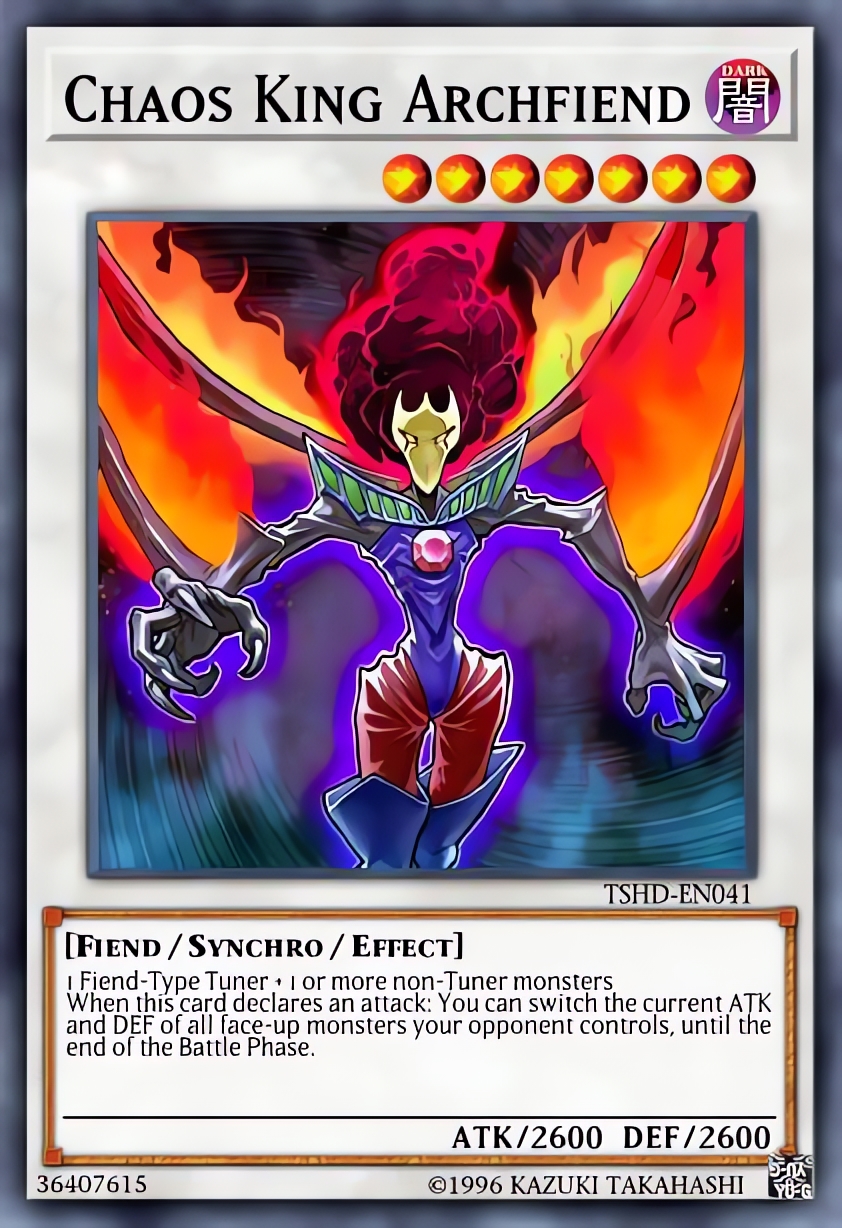 CHAOS KING ARCHFIEND
DARK
闇
TSHD-EN041
[FIEND / SYNCHRO / EFFECT]
1 Fiend-Type Tuner + 1 or more non-Tuner monsters
When this card declares an attack: You can switch the current ATK
and DEF of all face-up monsters your opponent controls, until the
end of the Battle Phase.
ATK/2600 DEF/2600
36407615
©1996 KAZUKI TAKAHASHI